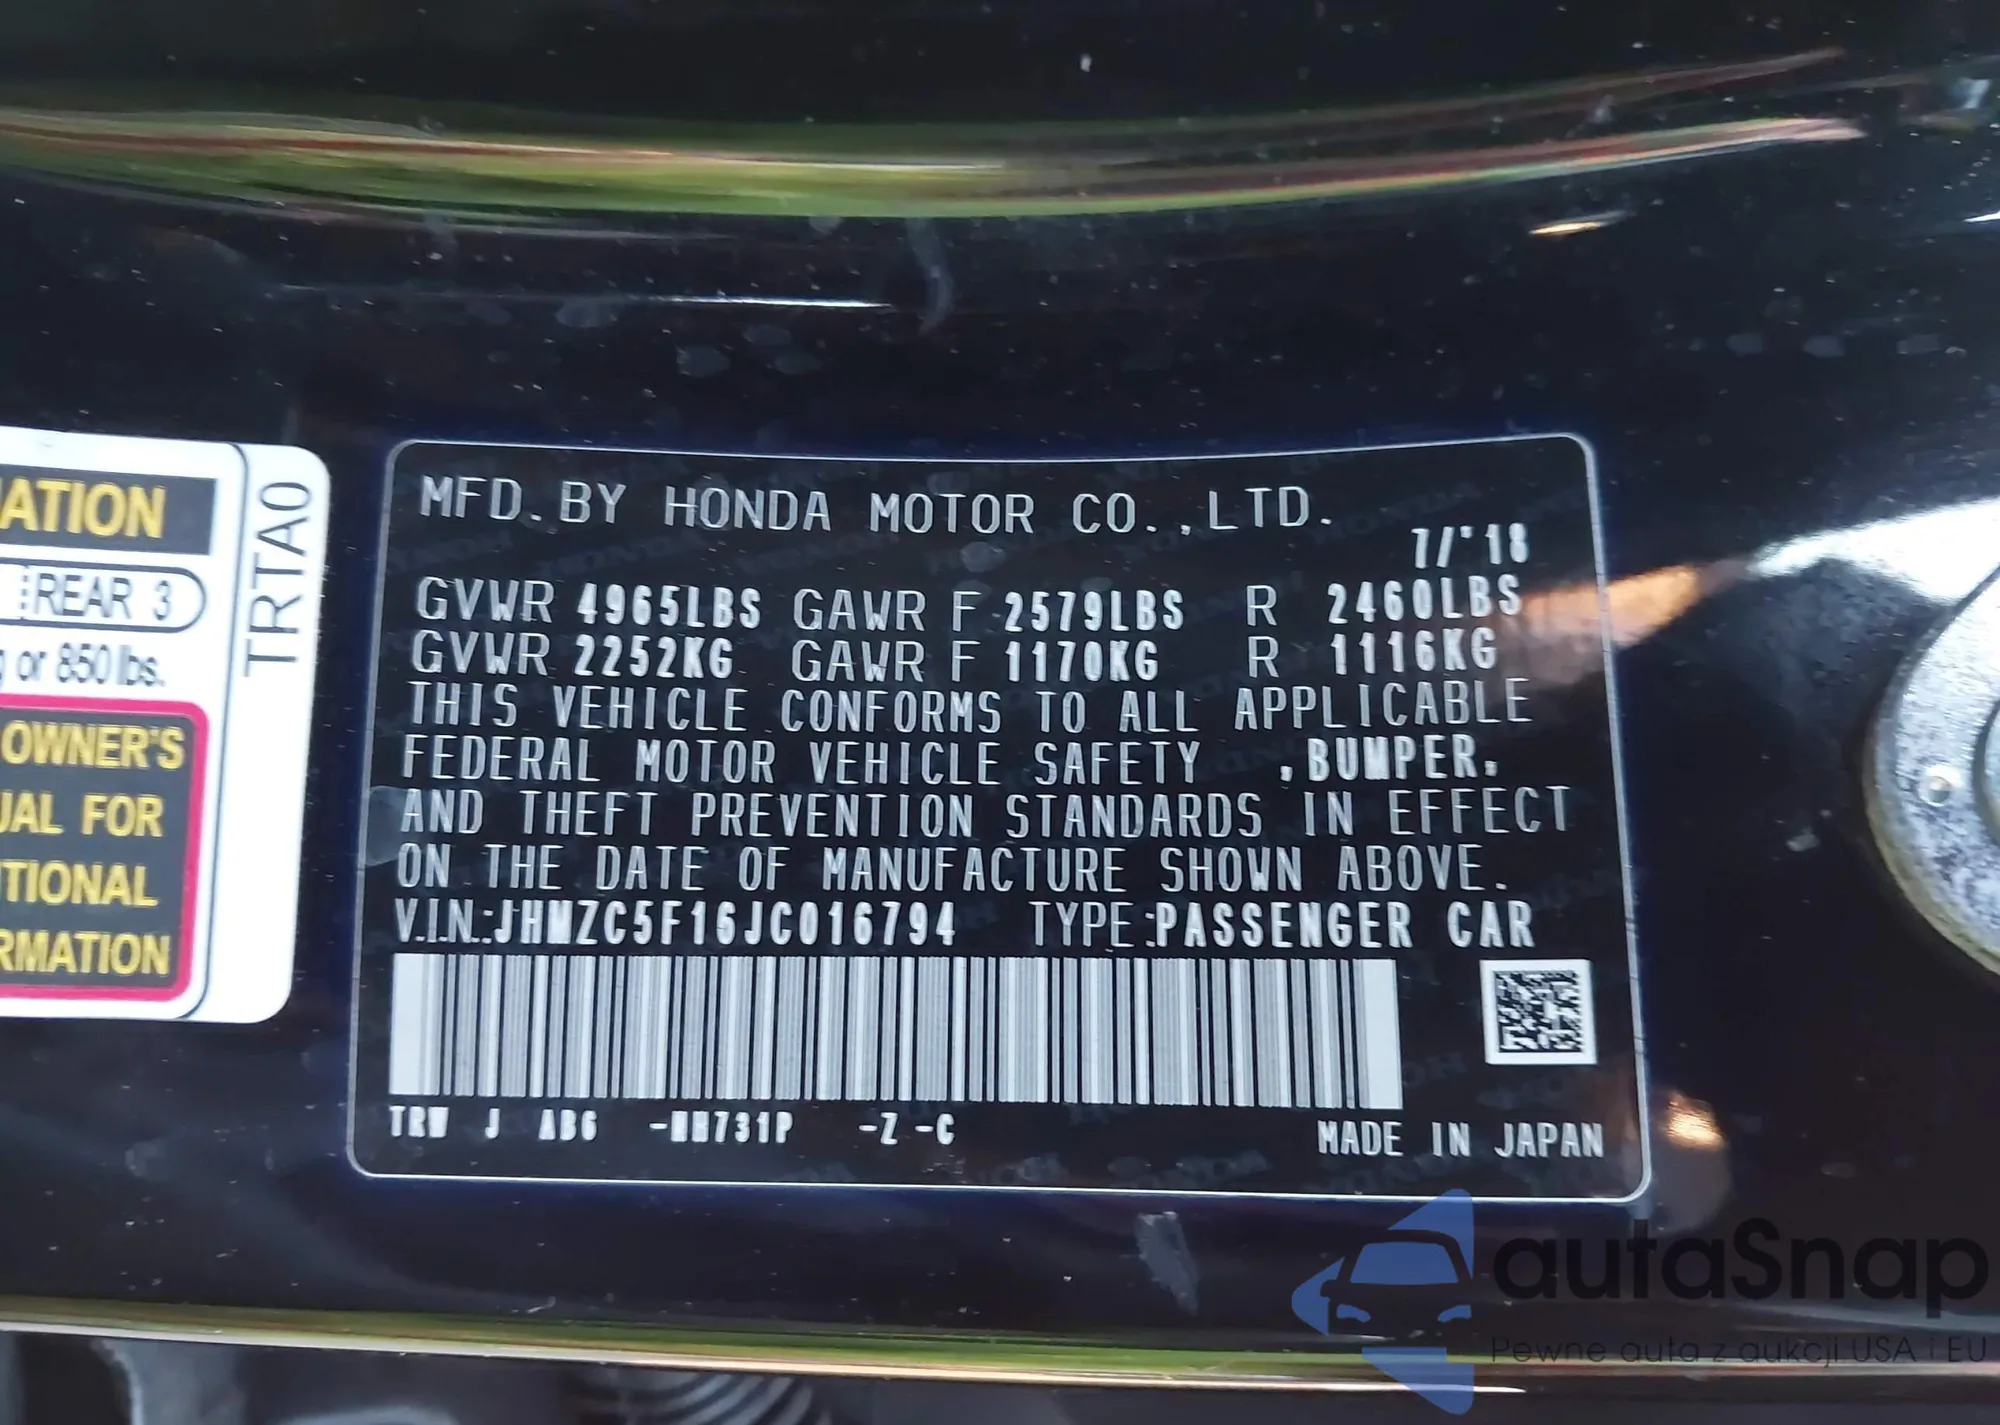 ATION
REAR 3
g or 850 lbs.
OWNER'S
UAL FOR
TIONAL
RMATION
TRTA0
MFD. BY HONDA MOTOR CO.,LTD.
7/'18
GVWR 4965LBS GAWR F 2579LBS R 2460LBS
GVWR 2252KG GAWR F 1170KG R 1116KG
THIS VEHICLE CONFORMS TO ALL APPLICABLE
FEDERAL MOTOR VEHICLE SAFETY ,BUMPER,
AND THEFT PREVENTION STANDARDS IN EFFECT
ON THE DATE OF MANUFACTURE SHOWN ABOVE.
V.I.N.:JHMZC5F16JC016794 TYPE:PASSENGER CAR
TRW J AB6 -NH731P -Z -C
MADE IN JAPAN
autaSnap
Pewne auta z aukcji USA i EU